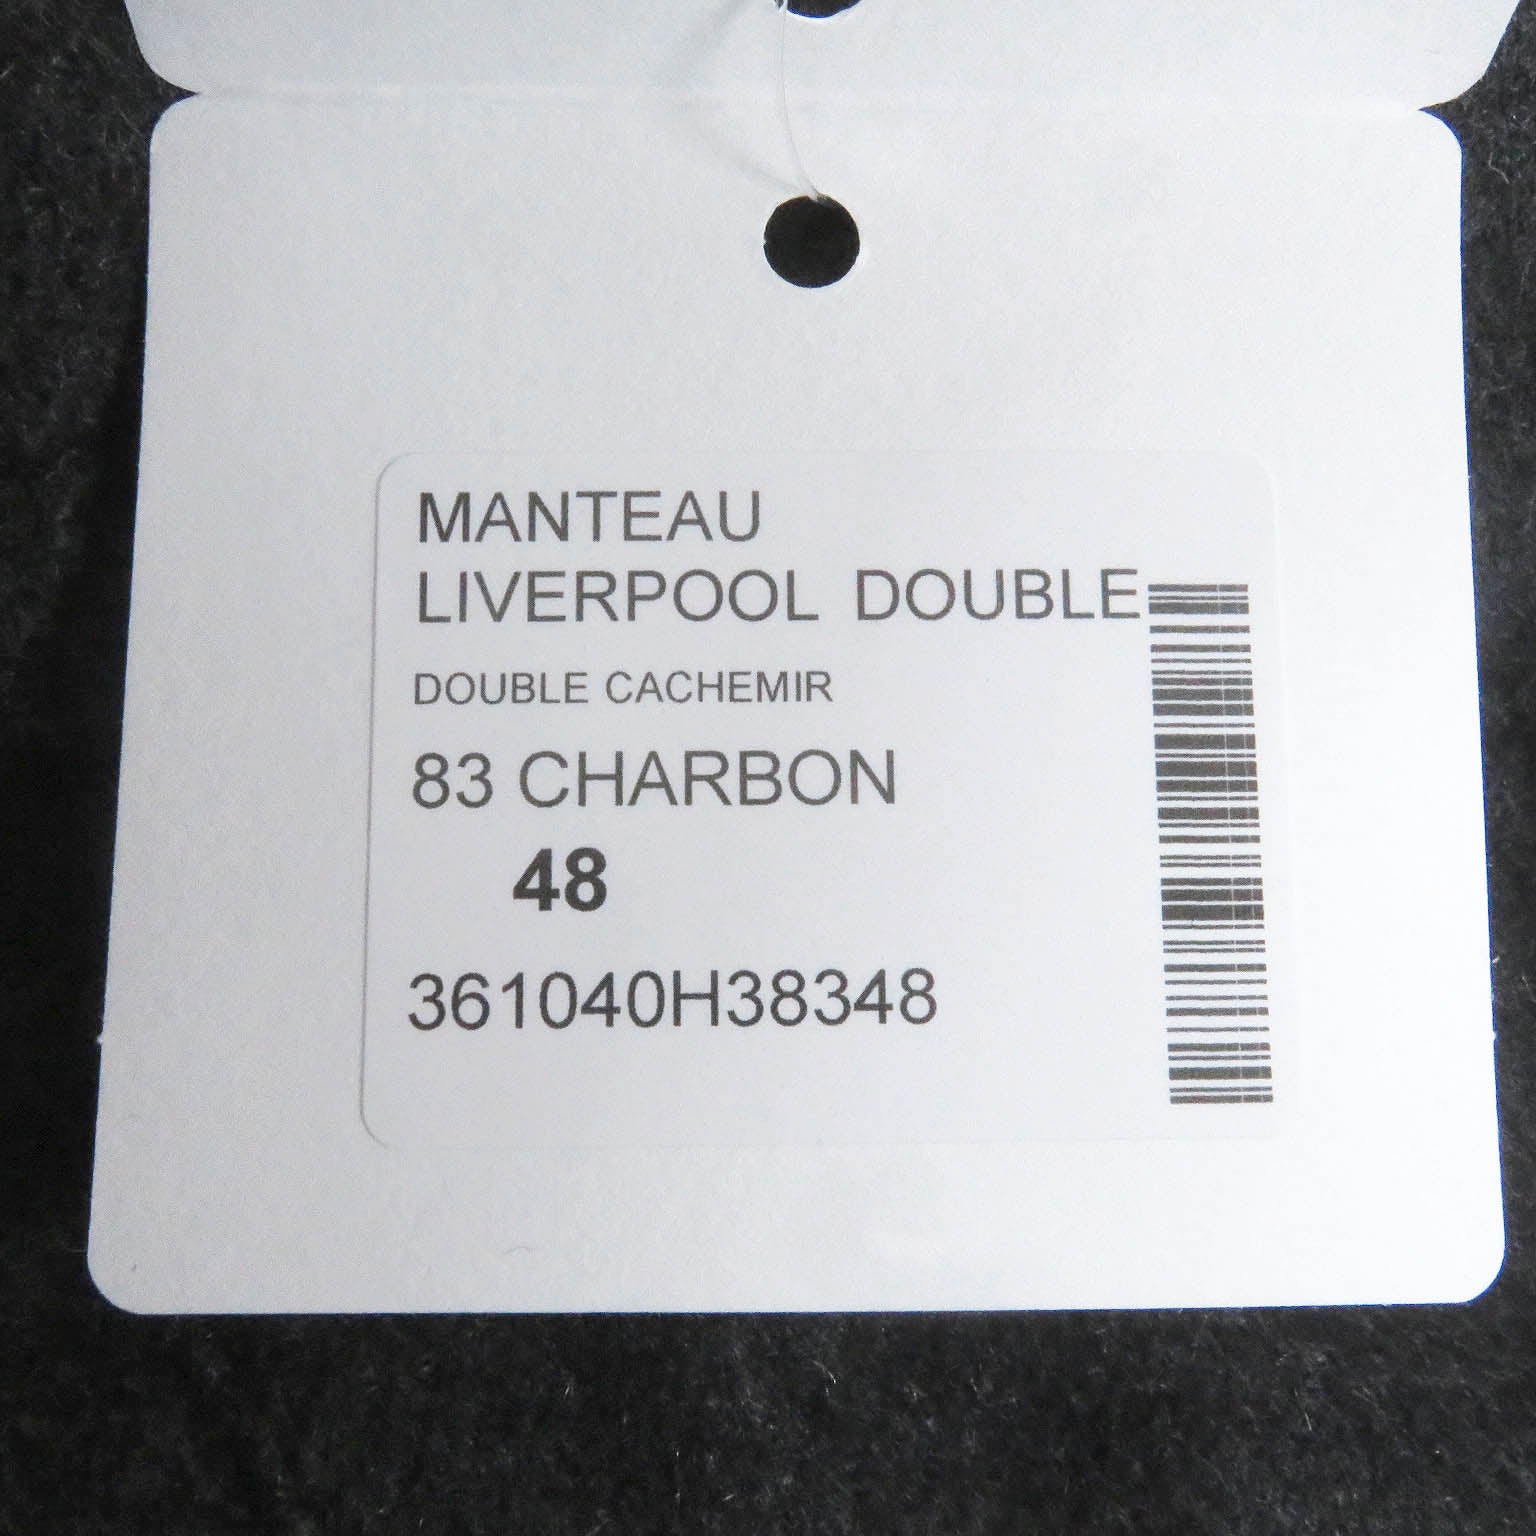 MANTEAU
LIVERPOOL DOUBLE
DOUBLE CACHEMIR
83 CHARBON
48
361040H38348